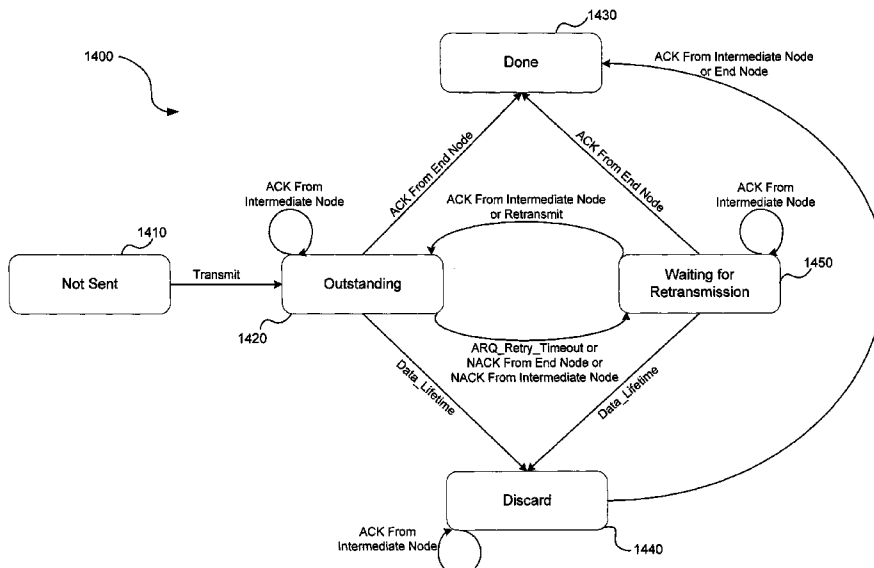 1430
1400
Done
ACK From Intermediate Node
or End Node
ACK From End Node
ACK From End Node
ACK From
Intermediate Node
ACK From Intermediate Node
or Retransmit
ACK From
Intermediate Node
1410
Not Sent
Transmit
Outstanding
1420
Waiting for
Retransmission
1450
ARQ_Retry_Timeout or
NACK From End Node or
NACK From Intermediate Node
Data_Lifetime
Data_Lifetime
Discard
1440
ACK From
Intermediate Node